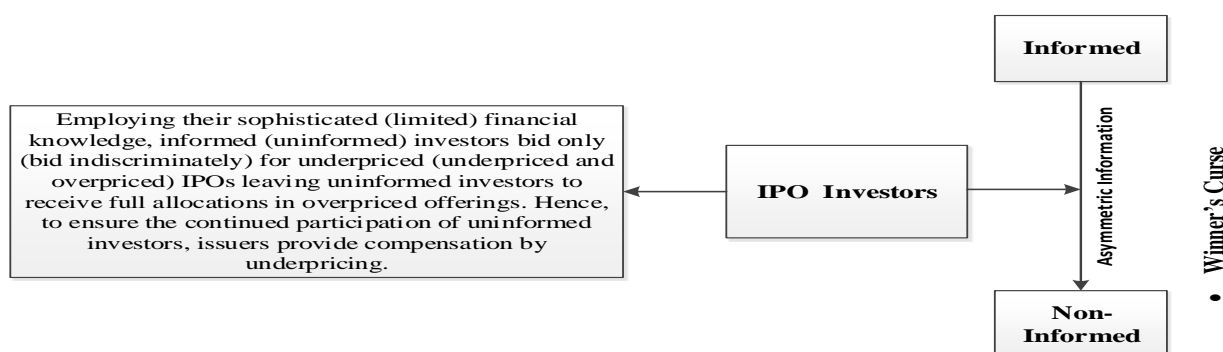 Informed
Employing their sophisticated (limited) financial
knowledge, informed (uninformed) investors bid only
(bid indiscriminately) for underpriced (underpriced and
overpriced) IPOs leaving uninformed investors to
receive full allocations in overpriced offerings. Hence,
to ensure the continued participation of uninformed
investors, issuers provide compensation by
underpricing.
IPO Investors
Asymmetric Information
Non-
Informed
• Winner's Curse